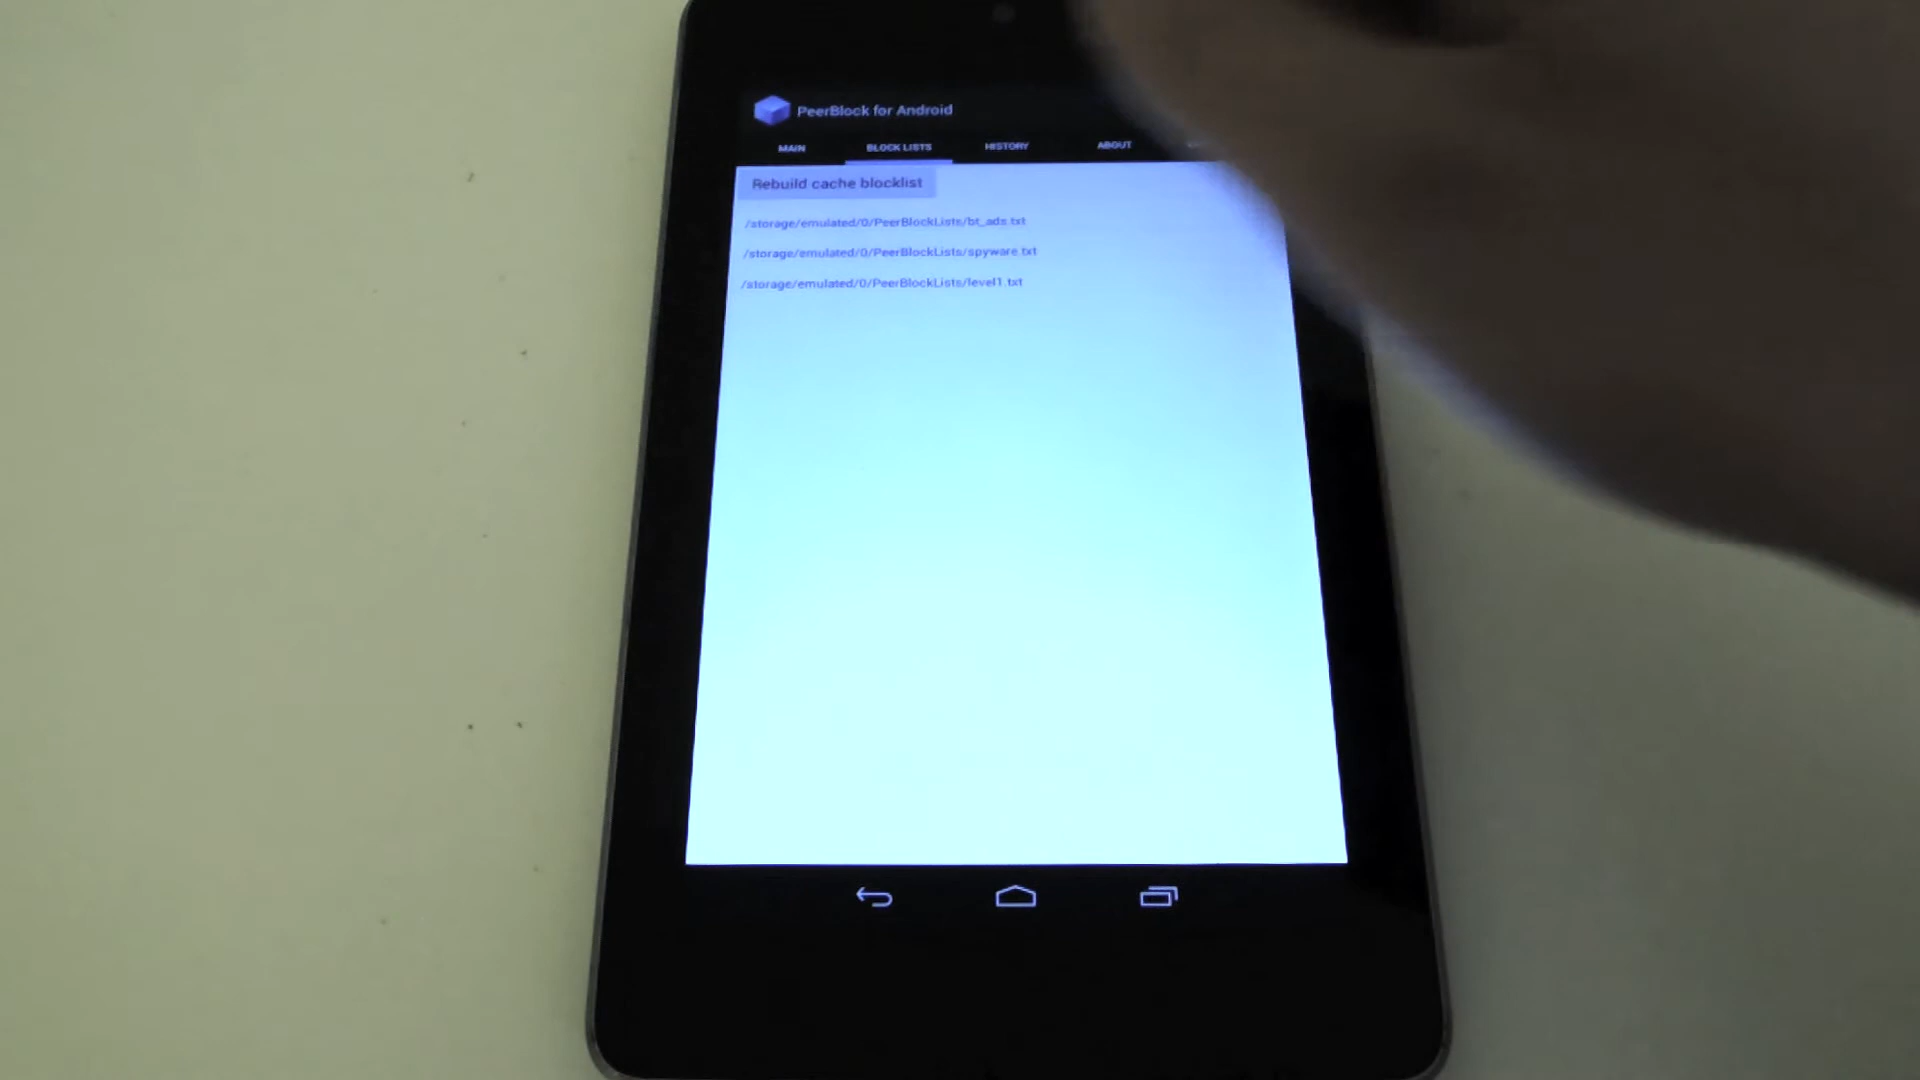 PeerBlock for Android
MAIN BLOCK LISTS HISTORY ABOUT
Rebuild cache blocklist
/storage/emulated/0/PeerBlockLists/bt_ads.txt
/storage/emulated/0/PeerBlockLists/spyware.txt
/storage/emulated/0/PeerBlockLists/level1.txt